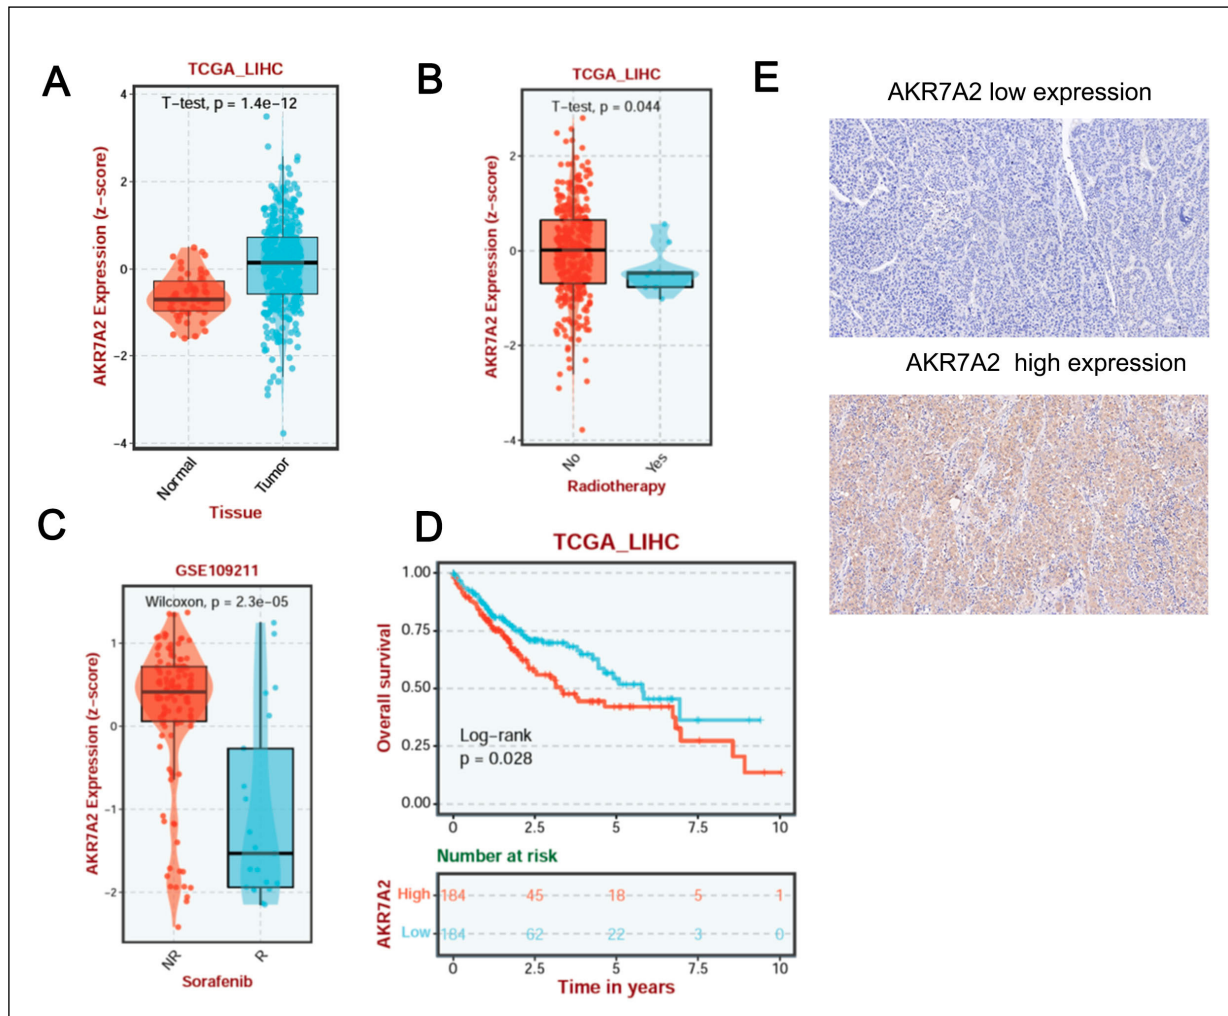 A
TCGA_LIHC
T-test, p = 1.4e-12
AKR7A2 Expression (z-score)
4
2
0
-2
-4
Normal
Tumor
Tissue
B
TCGA_LIHC
T-test, p = 0.044
AKR7A2 Expression (z-score)
2
0
-2
-4
No
Yes
Radiotherapy
E
AKR7A2 low expression
AKR7A2 high expression
C
GSE109211
Wilcoxon, p = 2.3e-05
AKR7A2 Expression (z-score)
1
0
-1
-2
NR
R
Sorafenib
D
TCGA_LIHC
Overall survival
1.00
0.75
0.50
0.25
0.00
Log-rank
p = 0.028
0 2.5 5 7.5 10
Number at risk
AKR7A2
High 184 45 18 5 1
Low 184 62 22 3 0
0 2.5 5 7.5 10
Time in years